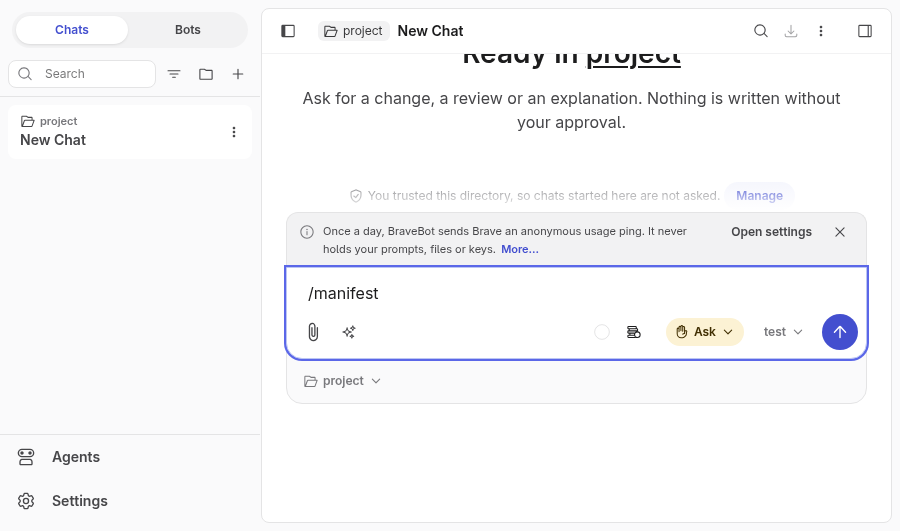 Chats
Bots
Search
project
New Chat
Agents
Settings
project
New Chat
Ready in project
Ask for a change, a review or an explanation. Nothing is written without
your approval.
You trusted this directory, so chats started here are not asked.
Manage
Once a day, BraveBot sends Brave an anonymous usage ping. It never
holds your prompts, files or keys. More...
Open settings
/manifest
Ask
test
project